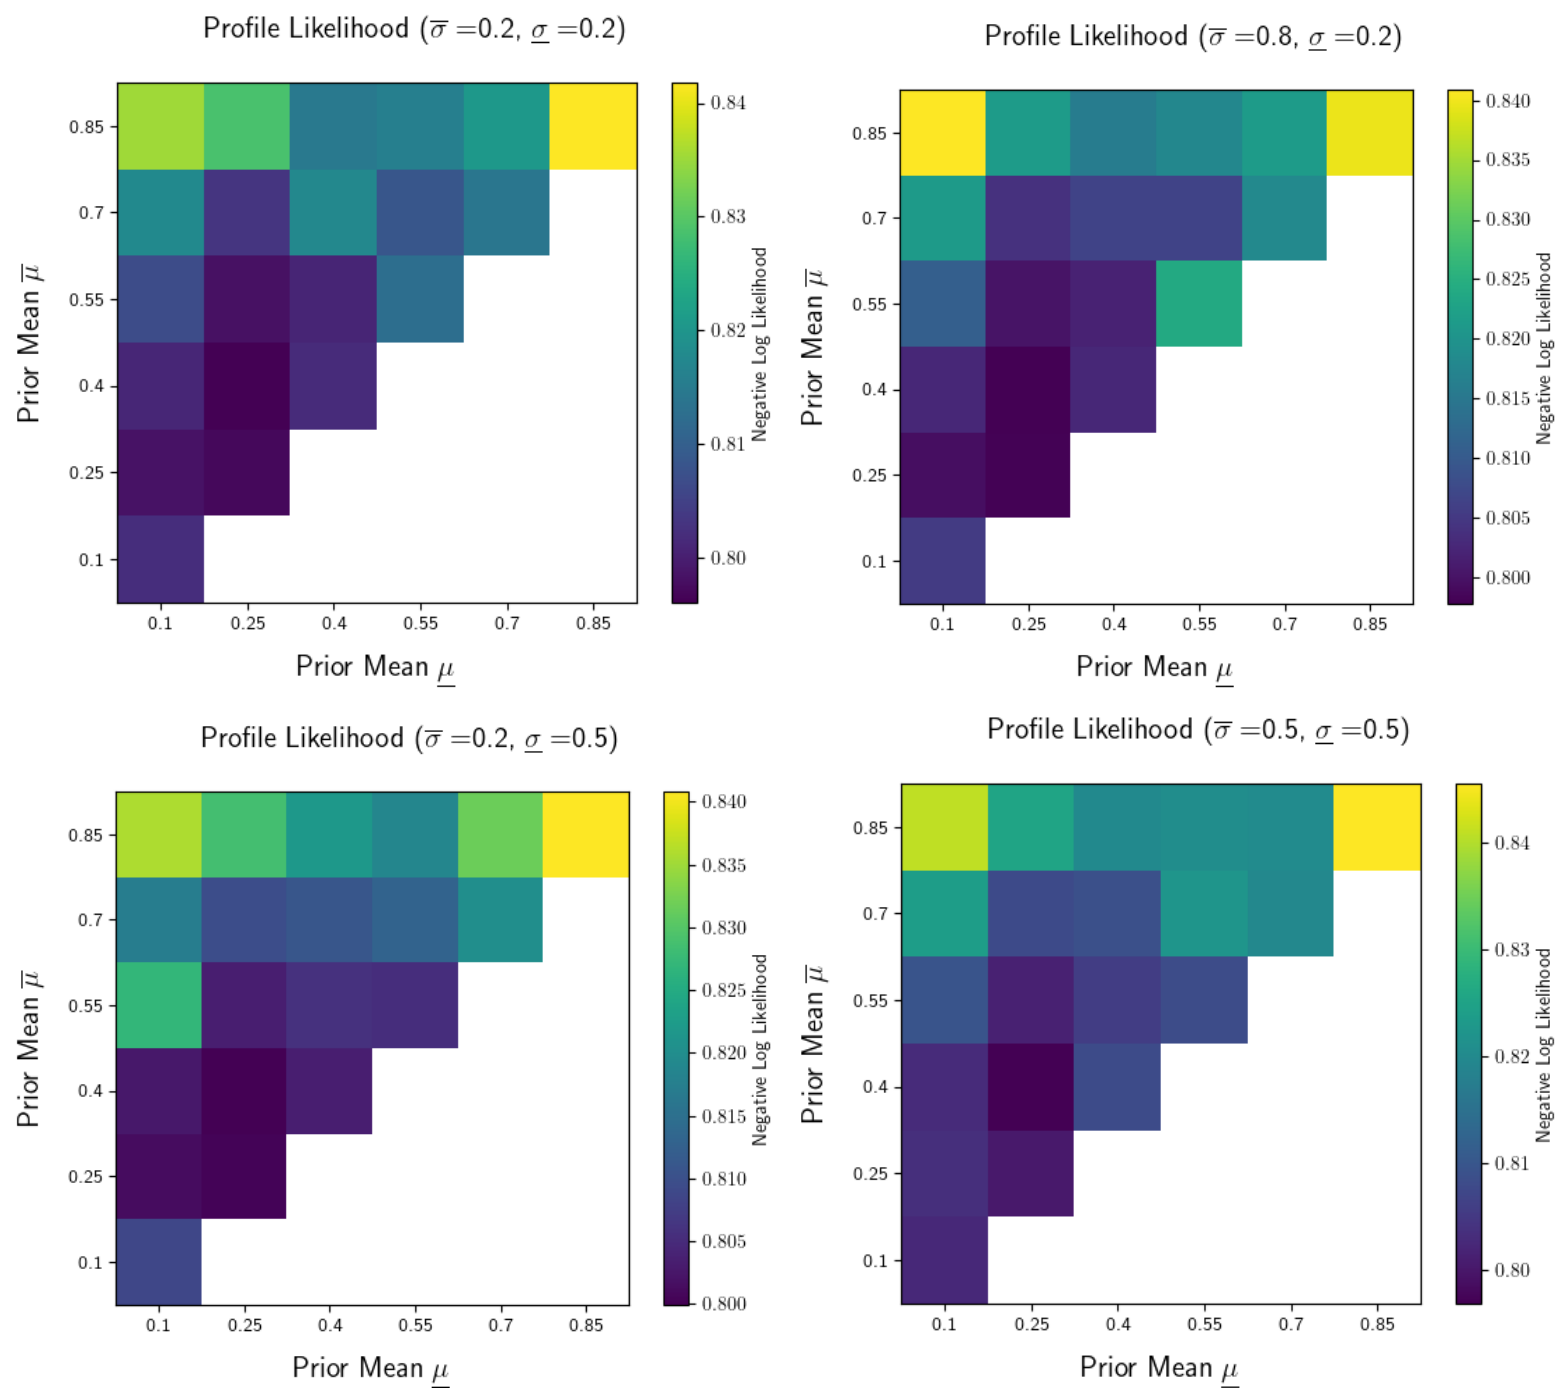 Profile Likelihood (σ̅ =0.2, σ̲ =0.2)
0.85
0.7
0.55
0.4
0.25
0.1
Prior Mean μ̅
0.1 0.25 0.4 0.55 0.7 0.85
Prior Mean μ̲
0.84
0.83
0.82
0.81
0.80
Negative Log Likelihood
Profile Likelihood (σ̅ =0.8, σ̲ =0.2)
0.85
0.7
0.55
0.4
0.25
0.1
Prior Mean μ̅
0.1 0.25 0.4 0.55 0.7 0.85
Prior Mean μ̲
0.840
0.835
0.830
0.825
0.820
0.815
0.810
0.805
0.800
Negative Log Likelihood
Profile Likelihood (σ̅ =0.2, σ̲ =0.5)
0.85
0.7
0.55
0.4
0.25
0.1
Prior Mean μ̅
0.1 0.25 0.4 0.55 0.7 0.85
Prior Mean μ̲
0.840
0.835
0.830
0.825
0.820
0.815
0.810
0.805
0.800
Negative Log Likelihood
Profile Likelihood (σ̅ =0.5, σ̲ =0.5)
0.85
0.7
0.55
0.4
0.25
0.1
Prior Mean μ̅
0.1 0.25 0.4 0.55 0.7 0.85
Prior Mean μ̲
0.84
0.83
0.82
0.81
0.80
Negative Log Likelihood